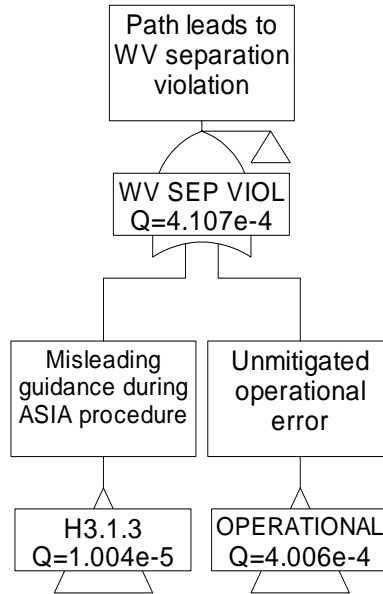 Path leads to
WV separation
violation
WV SEP VIOL
Q=4.107e-4
Misleading
guidance during
ASIA procedure
Unmitigated
operational
error
H3.1.3
Q=1.004e-5
OPERATIONAL
Q=4.006e-4